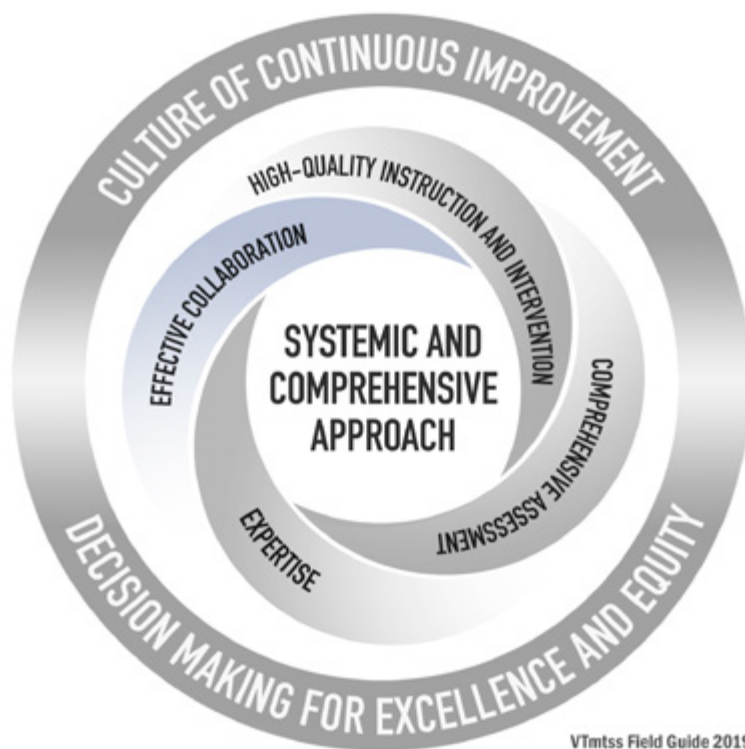 CULTURE OF CONTINUOUS IMPROVEMENT
HIGH-QUALITY INSTRUCTION AND INTERVENTION
EFFECTIVE COLLABORATION
SYSTEMIC AND
COMPREHENSIVE
APPROACH
COMPREHENSIVE ASSESSMENT
EXPERTISE
DECISION MAKING FOR EXCELLENCE AND EQUITY
VTmtss Field Guide 2019